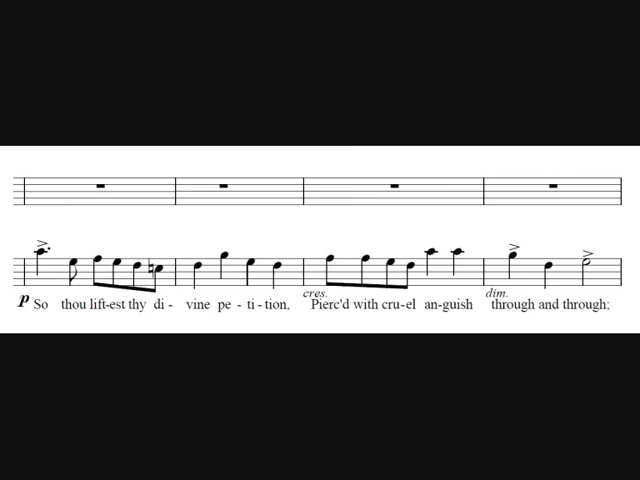 cres. dim.
p So thou lift-est thy di - vine pe - ti - tion, Pierc'd with cru-el an-guish through and through;